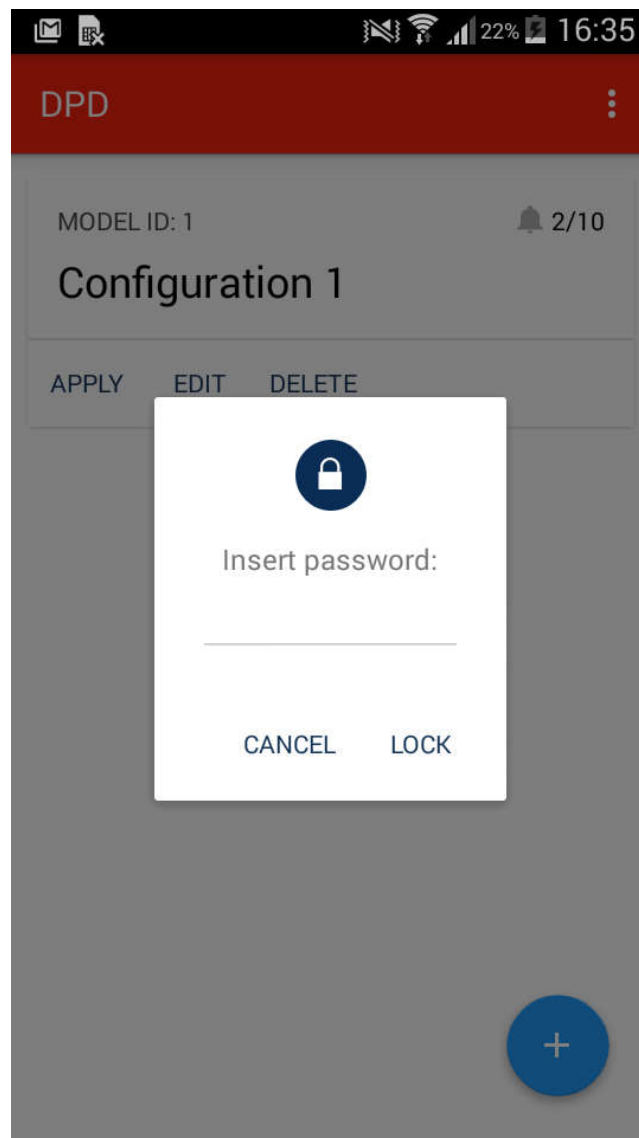 22% 16:35
DPD
MODEL ID: 1 2/10
Configuration 1
APPLY EDIT DELETE
Insert password:
CANCEL LOCK